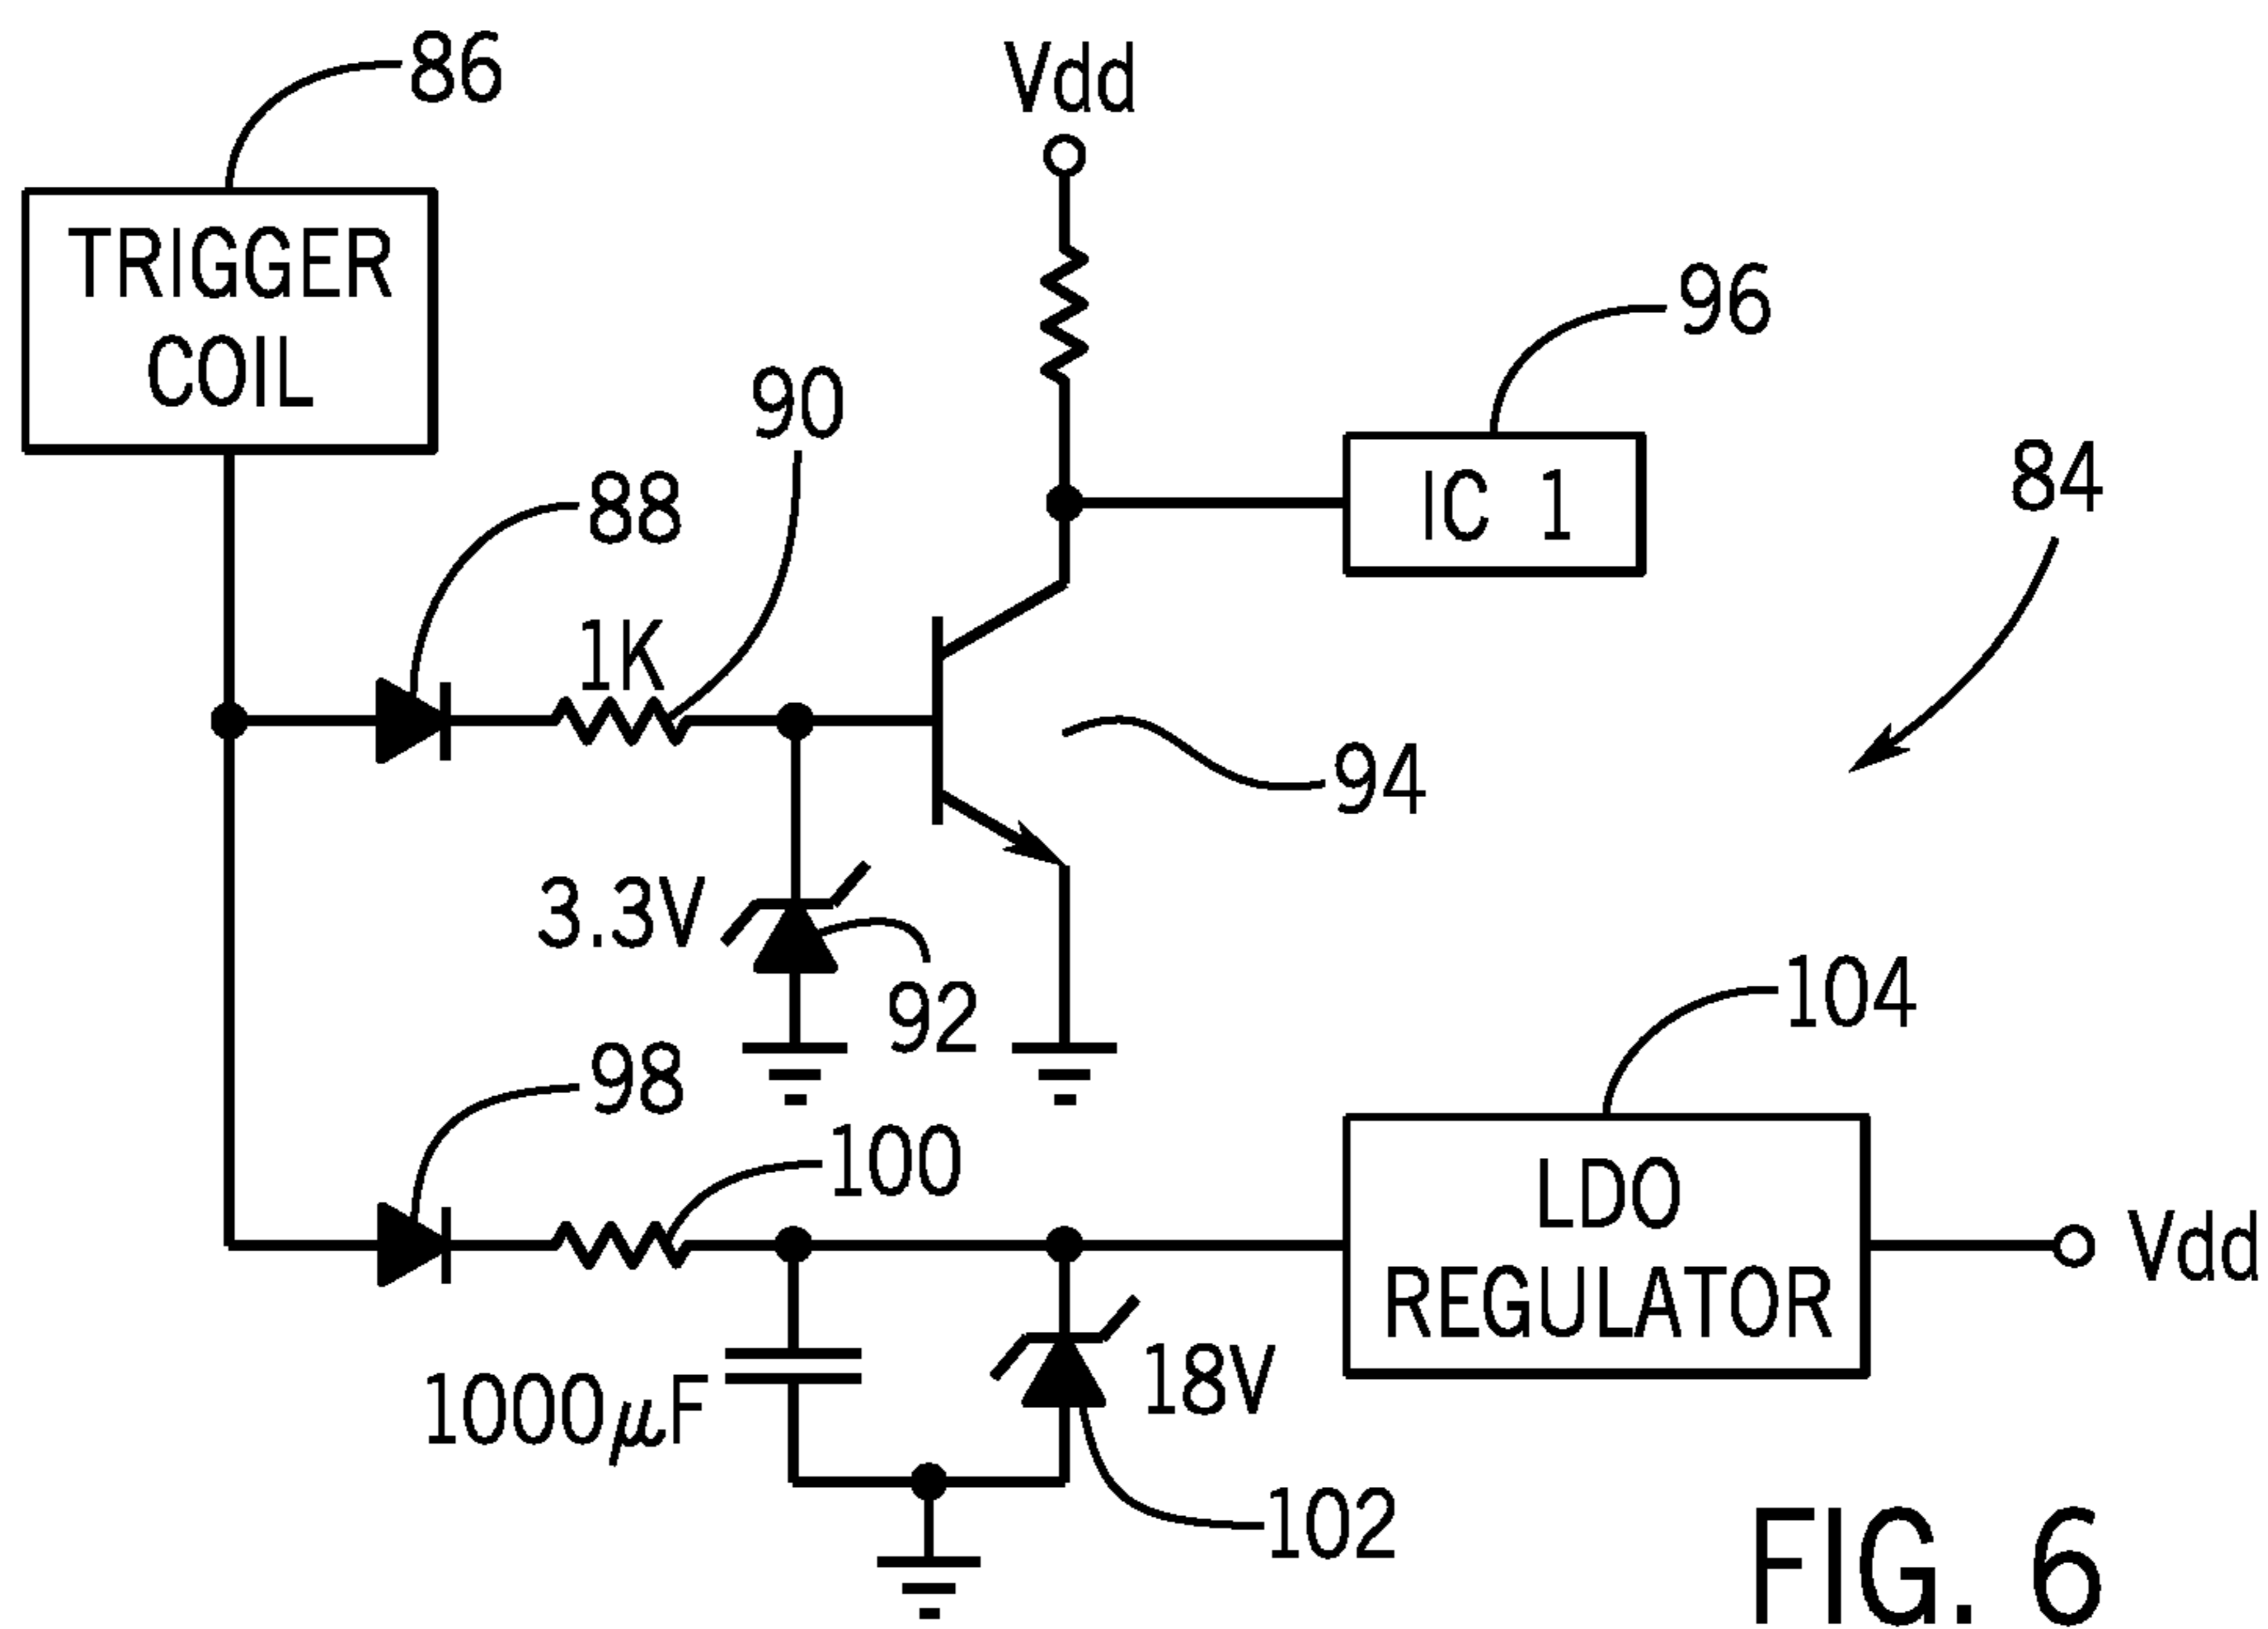 86
Vdd
TRIGGER
COIL
96
90
IC 1
84
88
1K
94
3.3V
92
104
98
100
LDO
REGULATOR
Vdd
18V
1000µF
102
FIG. 6